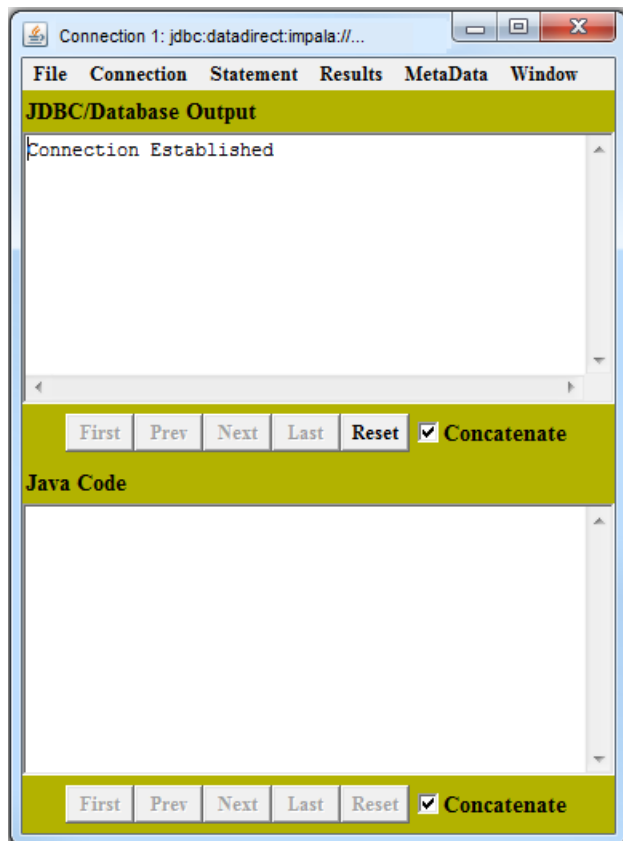 Connection 1: jdbc:datadirect:impala://...
File Connection Statement Results MetaData Window
JDBC/Database Output
Connection Established
First Prev Next Last Reset Concatenate
Java Code
First Prev Next Last Reset Concatenate